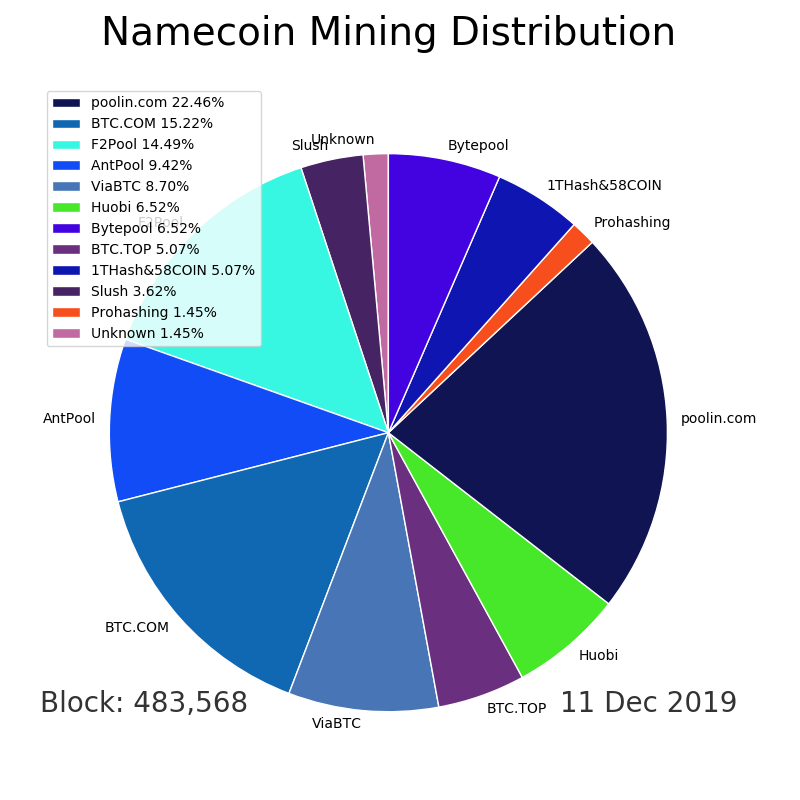 Namecoin Mining Distribution
poolin.com 22.46%
BTC.COM 15.22%
F2Pool 14.49%
AntPool 9.42%
ViaBTC 8.70%
Huobi 6.52%
Bytepool 6.52%
BTC.TOP 5.07%
1THash&58COIN 5.07%
Slush 3.62%
Prohashing 1.45%
Unknown 1.45%
Unknown
Slush
Bytepool
1THash&58COIN
Prohashing
F2Pool
AntPool
poolin.com
BTC.COM
Huobi
ViaBTC
BTC.TOP
Block: 483,568
11 Dec 2019